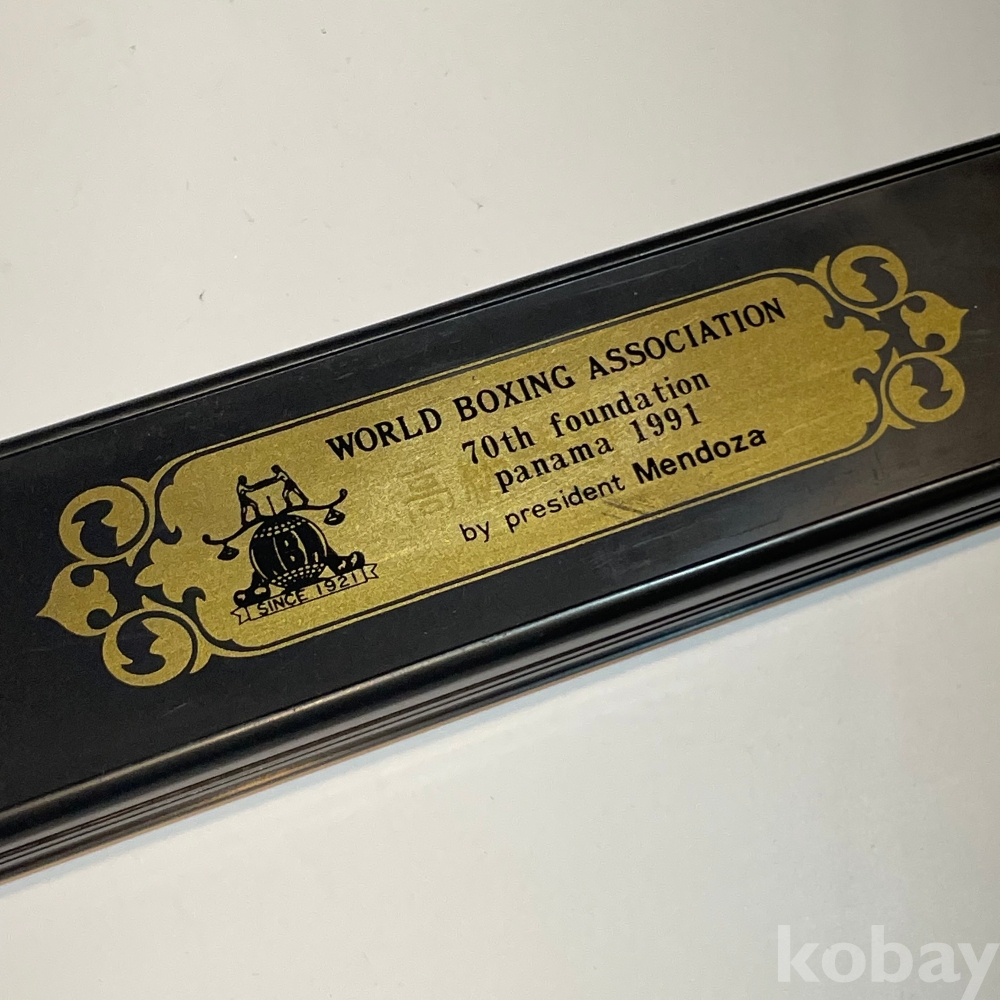 WORLD BOXING ASSOCIATION
70th foundation
panama 1991
by president Mendoza
SINCE 1921
kobay